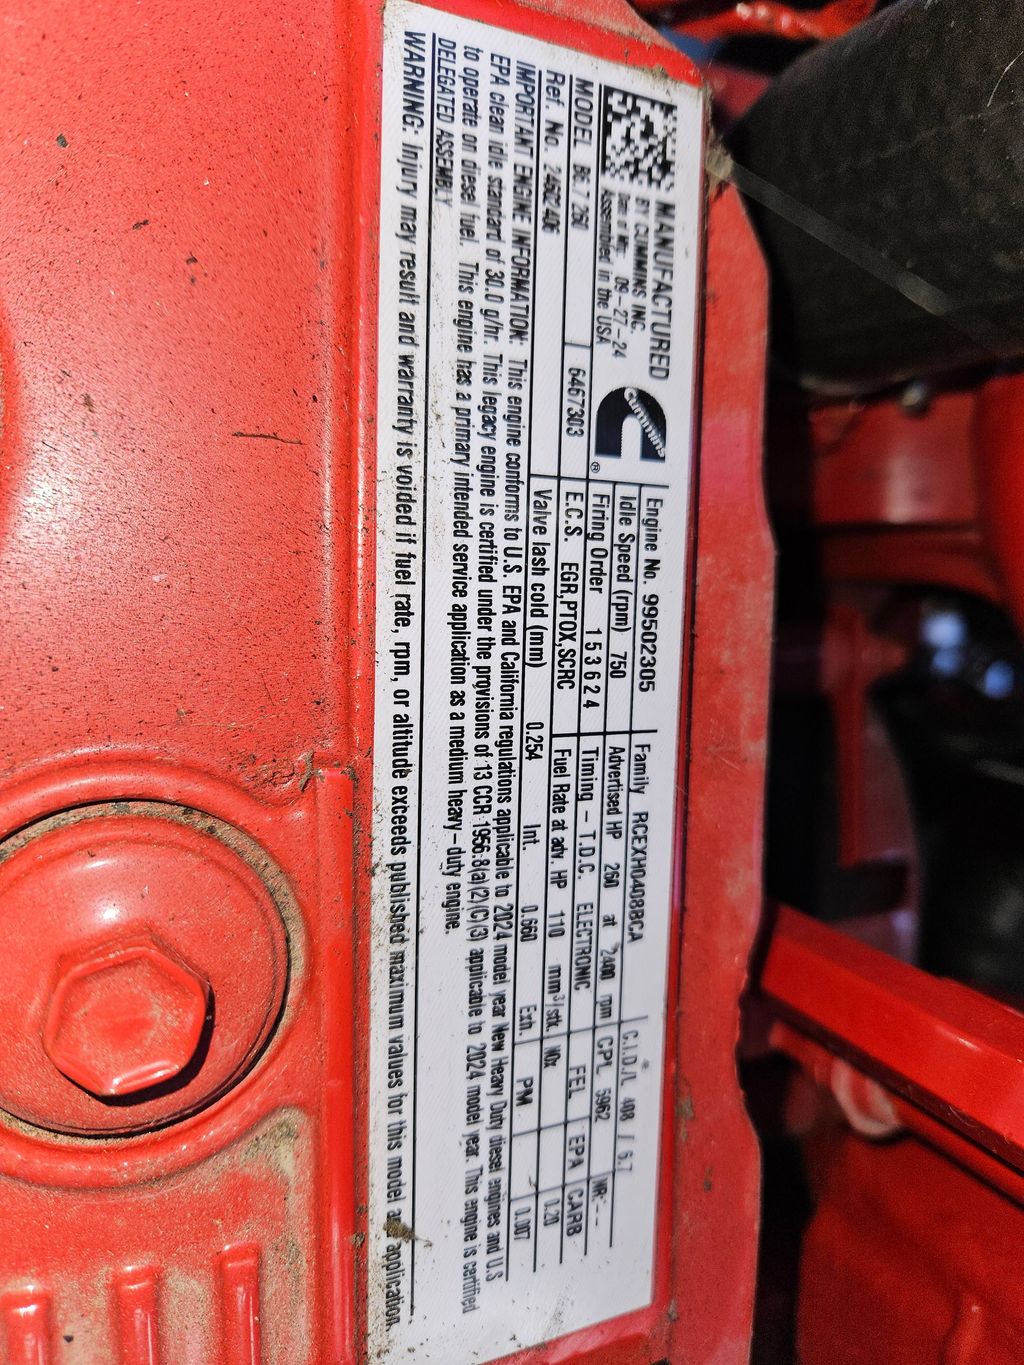 MANUFACTURED
BY CUMMINS INC.
Date of Mfg. 09-27-24
Assembled in the USA
Cummins
®
MODEL B6.7 260
6467303
Ref. No. 24602406
Engine No. 99502305
Idle Speed (rpm) 750
Firing Order 1 5 3 6 2 4
E.C.S. EGR,PTOX,SCRC
Family RCEXH0408BCA
C.I.D./L 408 / 6.7
Advertised HP 260 at 2400 rpm
CPL 5962
Timing – T.D.C. ELECTRONIC
FEL EPA CARB
Fuel Rate at adv. HP 110 mm³/stk.
NOx 0.20
Valve lash cold (mm) 0.254 Int. 0.660 Exh.
PM 0.007
IMPORTANT ENGINE INFORMATION: This engine conforms to U.S. EPA and California regulations applicable to 2024 model year New Heavy Duty diesel engines and U.S
EPA clean idle standard of 30.0 g/hr. This legacy engine is certified under the provisions of 13 CCR 1956.8(a)(2)(C)(3) applicable to 2024 model year. This engine is certified
to operate on diesel fuel. This engine has a primary intended service application as a medium heavy–duty engine.
DELEGATED ASSEMBLY
WARNING: Injury may result and warranty is voided if fuel rate, rpm, or altitude exceeds published maximum values for this model and application.